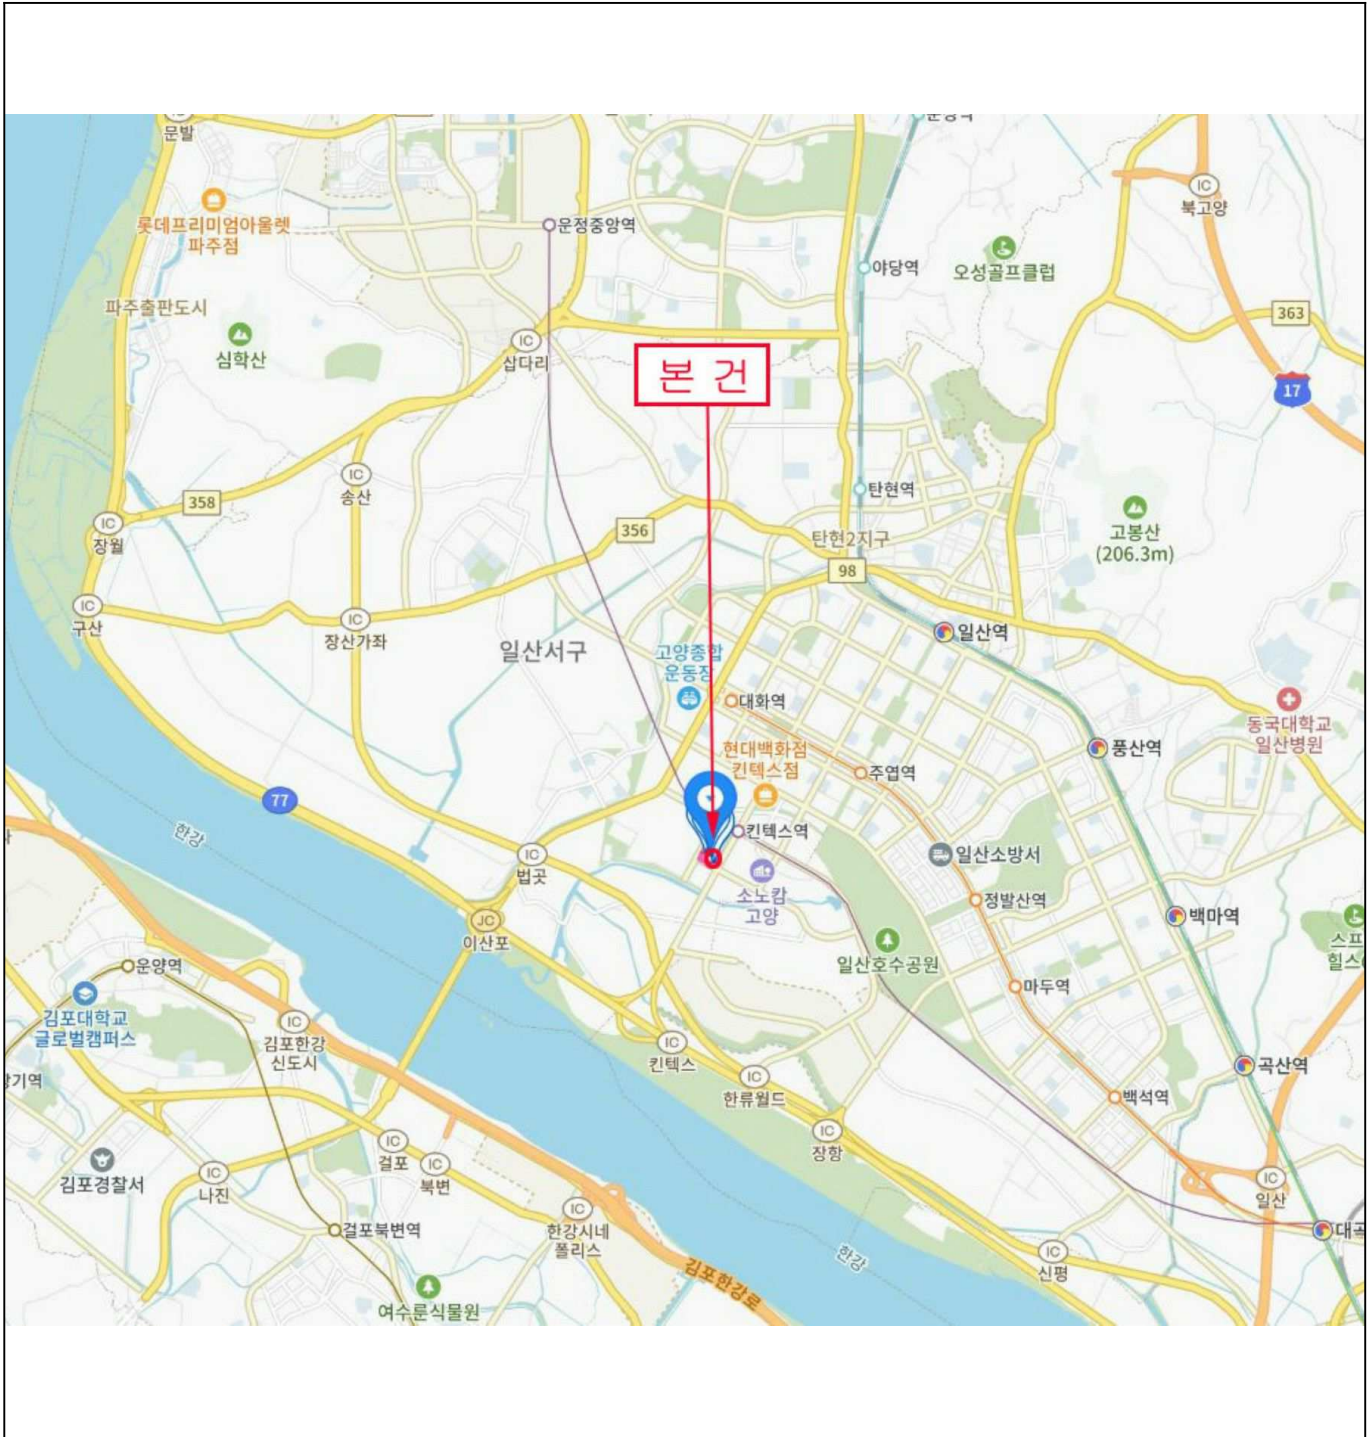 IC
문발
롯데프리미엄아울렛
파주점
운정중앙역
IC
북고양
야당역
오성골프클럽
파주출판도시
심학산
IC
삽다리
363
본 건
17
IC
송산
358
탄현역
356
고봉산
(206.3m)
IC
장월
탄현2지구
98
IC
구산
IC
장산가좌
일산서구
고양종합
운동장
일산역
대화역
동국대학교
일산병원
현대백화점
킨텍스점
풍산역
주엽역
77
한강
킨텍스역
IC
법곳
일산소방서
소노캄
고양
정발산역
JC
이산포
백마역
일산호수공원
운양역
마두역
김포대학교
글로벌캠퍼스
IC
김포한강
신도시
IC
킨텍스
곡산역
IC
한류월드
백석역
IC
장항
IC
걸포
IC
북변
김포경찰서
IC
나진
IC
일산
걸포북변역
IC
한강시네
폴리스
한강
IC
신평
김포한강로
여수룬식물원